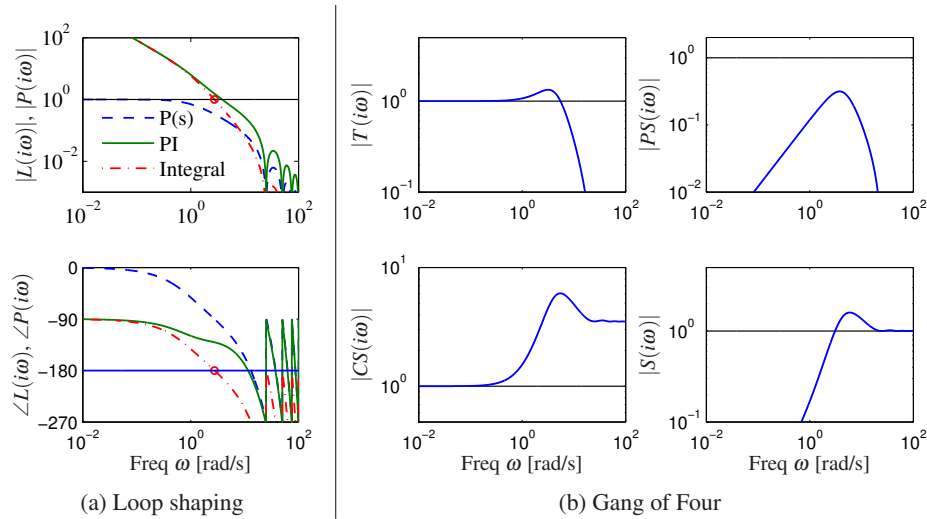 |L(iω)|, |P(iω)|
10^2
10^0
10^-2
P(s)
PI
Integral
10^-2
10^0
10^2
∠L(iω), ∠P(iω)
0
−90
−180
−270
10^-2
10^0
10^2
Freq ω [rad/s]
(a) Loop shaping
|T(iω)|
10^0
10^-1
10^-2
10^0
10^2
|PS(iω)|
10^0
10^-1
10^-2
10^-2
10^0
10^2
|CS(iω)|
10^1
10^0
10^-2
10^0
10^2
Freq ω [rad/s]
|S(iω)|
10^0
10^-1
10^-2
10^0
10^2
Freq ω [rad/s]
(b) Gang of Four